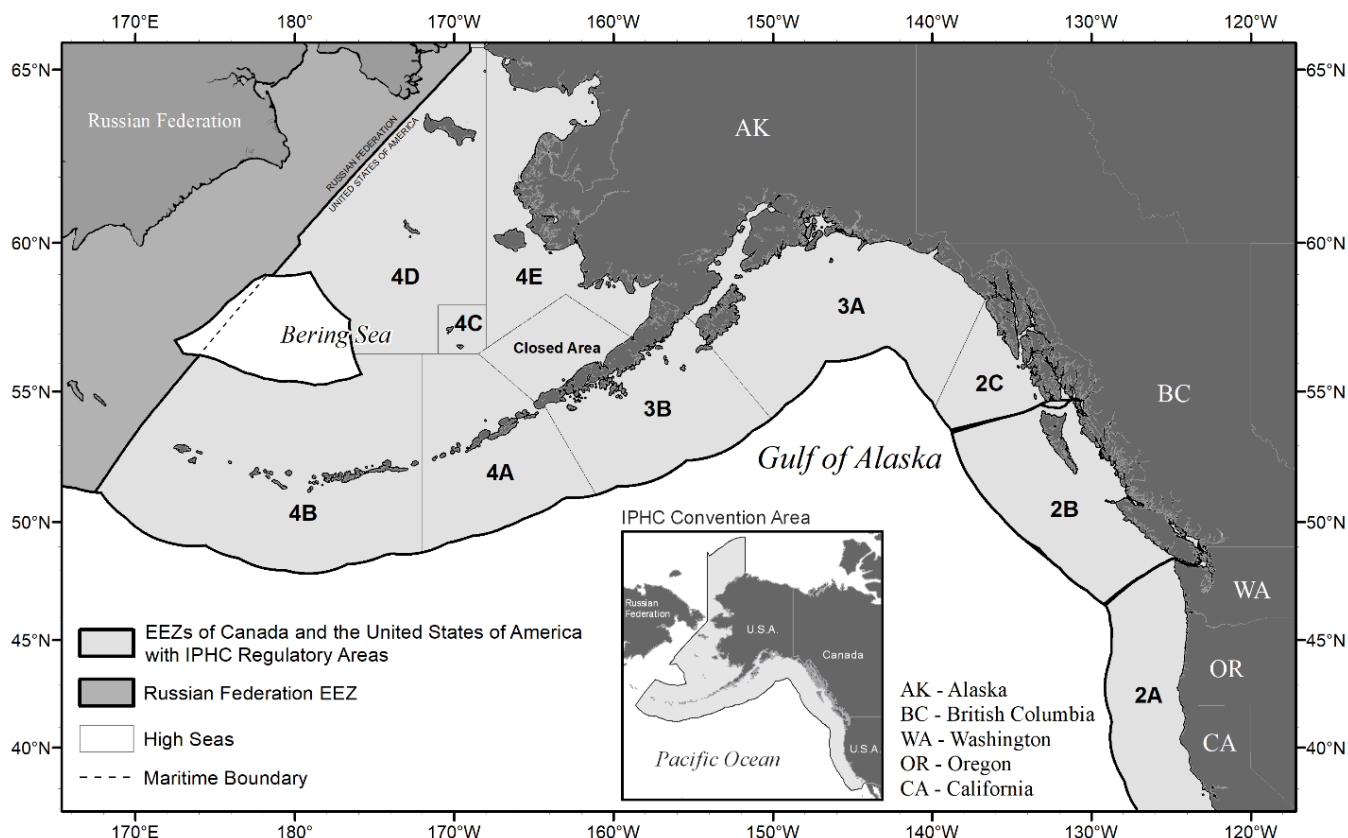 170°E 180° 170°W 160°W 150°W 140°W 130°W 120°W
65°N 65°N
Russian Federation
AK
RUSSIAN FEDERATION
UNITED STATES OF AMERICA
60°N 60°N
4D 4E
3A
Bering Sea
4C
Closed Area
55°N 55°N
2C
BC
3B
Gulf of Alaska
4A
50°N 50°N
4B
2B
IPHC Convention Area
Russian
Federation
U.S.A.
Canada
U.S.A.
Pacific Ocean
WA
45°N 45°N
OR
2A
CA
40°N 40°N
EEZs of Canada and the United States of America
with IPHC Regulatory Areas
Russian Federation EEZ
High Seas
Maritime Boundary
AK - Alaska
BC - British Columbia
WA - Washington
OR - Oregon
CA - California
170°E 180° 170°W 160°W 150°W 140°W 130°W 120°W